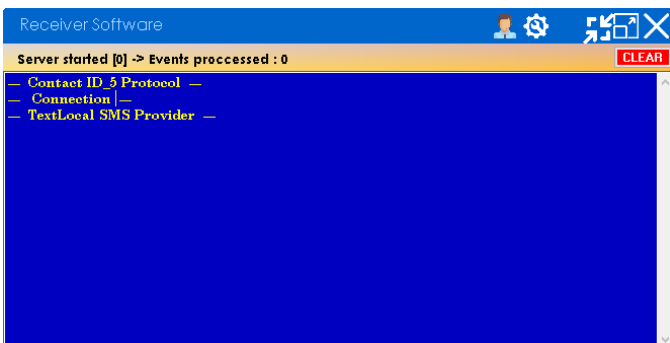 Receiver Software
Server started [0] -> Events proccessed : 0
CLEAR
— Contact ID_5 Protocol —
— Connection | —
— TextLocal SMS Provider —